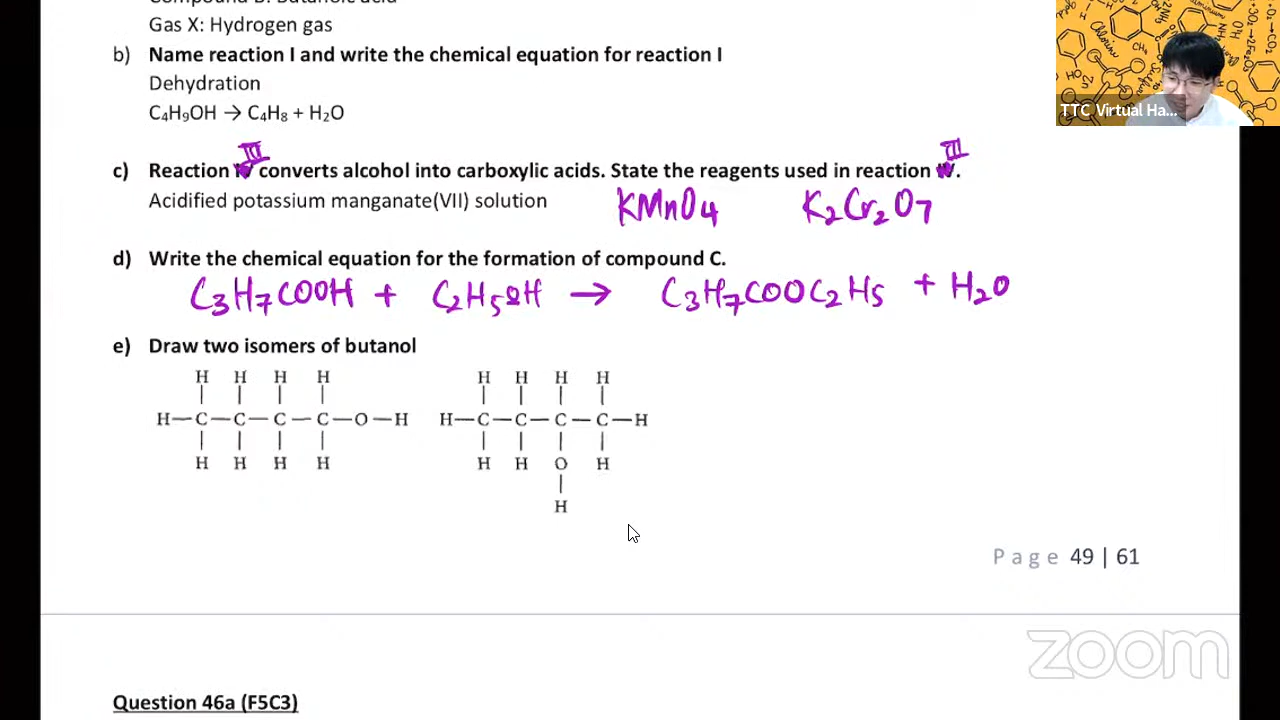 Gas X: Hydrogen gas
b) Name reaction I and write the chemical equation for reaction I
Dehydration
C₄H₉OH → C₄H₈ + H₂O
TTC Virtual Ha...
III III
c) Reaction IV converts alcohol into carboxylic acids. State the reagents used in reaction IV.
Acidified potassium manganate(VII) solution KMnO4 K2Cr2O7
d) Write the chemical equation for the formation of compound C.
C3H7COOH + C2H5OH → C3H7COOC2H5 + H2O
e) Draw two isomers of butanol
H H H H H H H H
H—C—C—C—C—O—H H—C—C—C—C—H
H H H H H H O H
H
Page 49 | 61
zoom
Question 46a (F5C3)